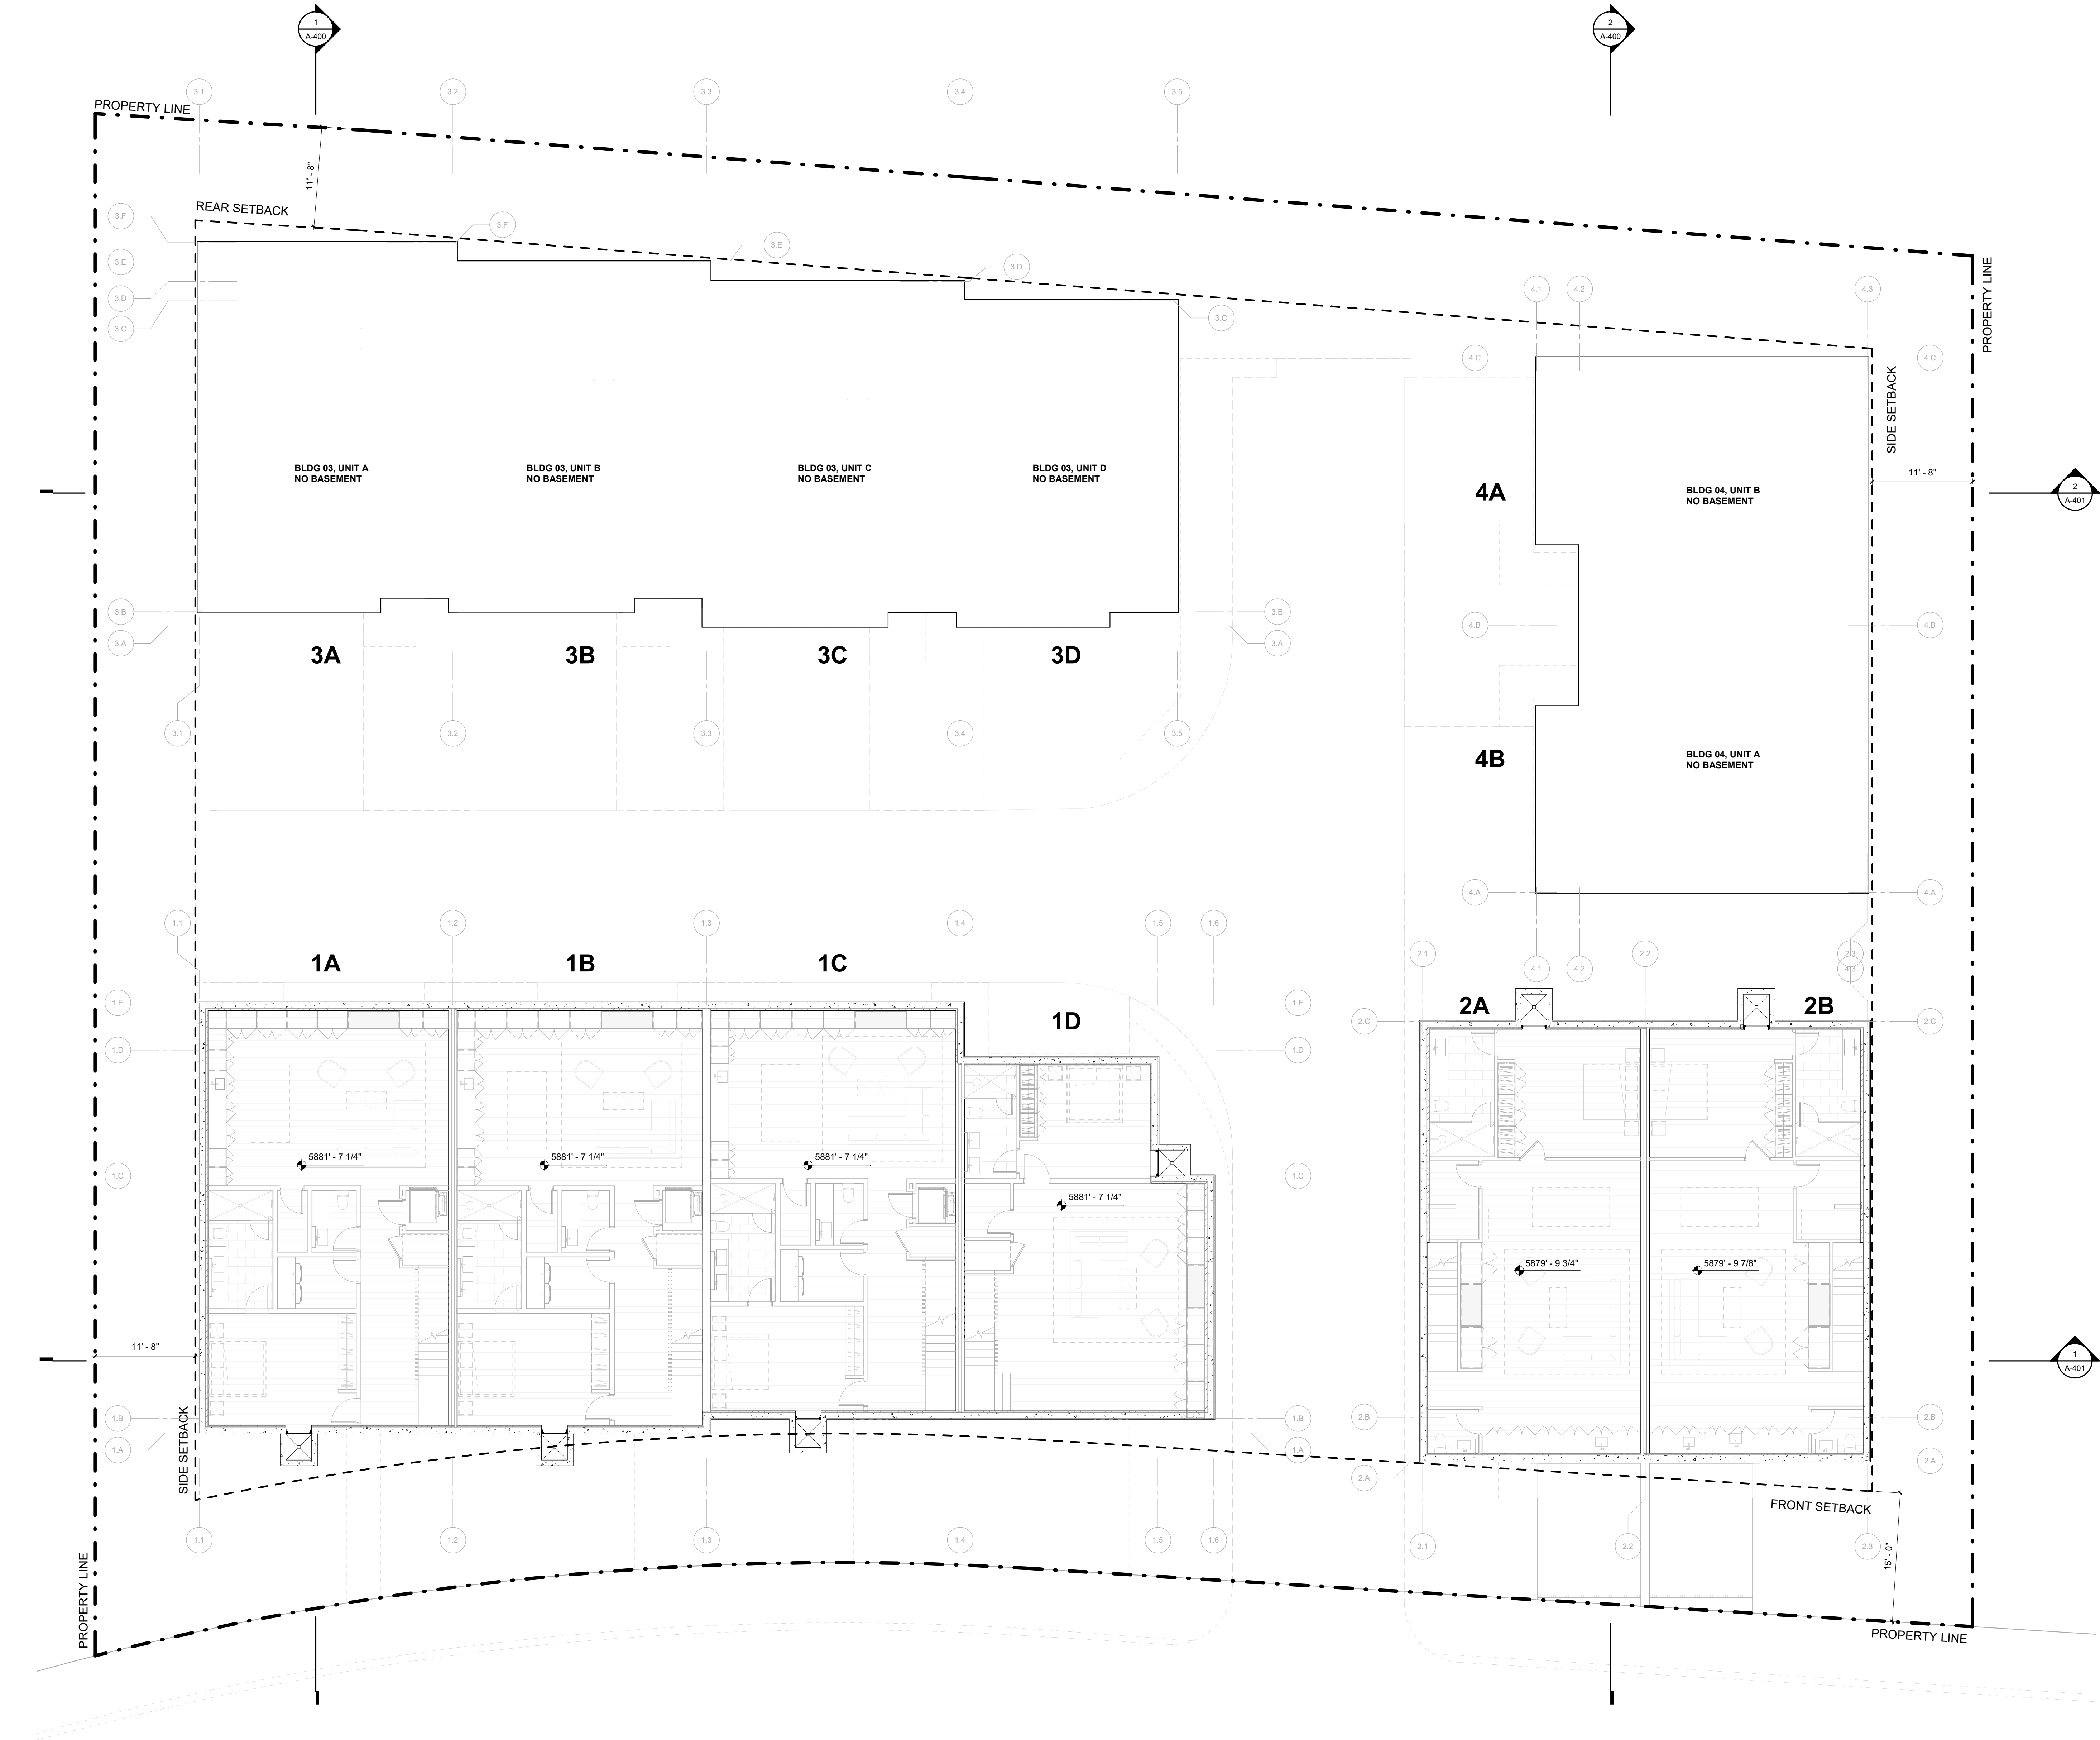 1
A-400
2
A-400
3.1
3.2
3.3
3.4
3.5
PROPERTY LINE
11' - 8"
REAR SETBACK
3.F
3.F
3.E
3.E
3.D
3.D
3.C
3.C
PROPERTY LINE
4.1
4.2
4.3
4.C
4.C
SIDE SETBACK
BLDG 03, UNIT A
NO BASEMENT
BLDG 03, UNIT B
NO BASEMENT
BLDG 03, UNIT C
NO BASEMENT
BLDG 03, UNIT D
NO BASEMENT
4A
BLDG 04, UNIT B
NO BASEMENT
11' - 8"
2
A-401
3.B
3.B
3.A
3.A
4.B
4.B
3A
3B
3C
3D
3.1
3.2
3.3
3.4
3.5
4B
BLDG 04, UNIT A
NO BASEMENT
4.A
4.A
1.1
1.2
1.3
1.4
1.5
1.6
2.1
2.2
2.3
4.1
4.2
4.3
1A
1B
1C
1D
2A
2B
1.E
1.E
2.C
2.C
1.D
1.D
1.C
1.C
5881' - 7 1/4"
5881' - 7 1/4"
5881' - 7 1/4"
5881' - 7 1/4"
5879' - 9 3/4"
5879' - 9 7/8"
11' - 8"
1
A-401
1.B
1.B
2.B
2.B
1.A
1.A
2.A
2.A
SIDE SETBACK
FRONT SETBACK
1.1
1.2
1.3
1.4
1.5
1.6
2.1
2.2
2.3
15' - 0"
PROPERTY LINE
PROPERTY LINE